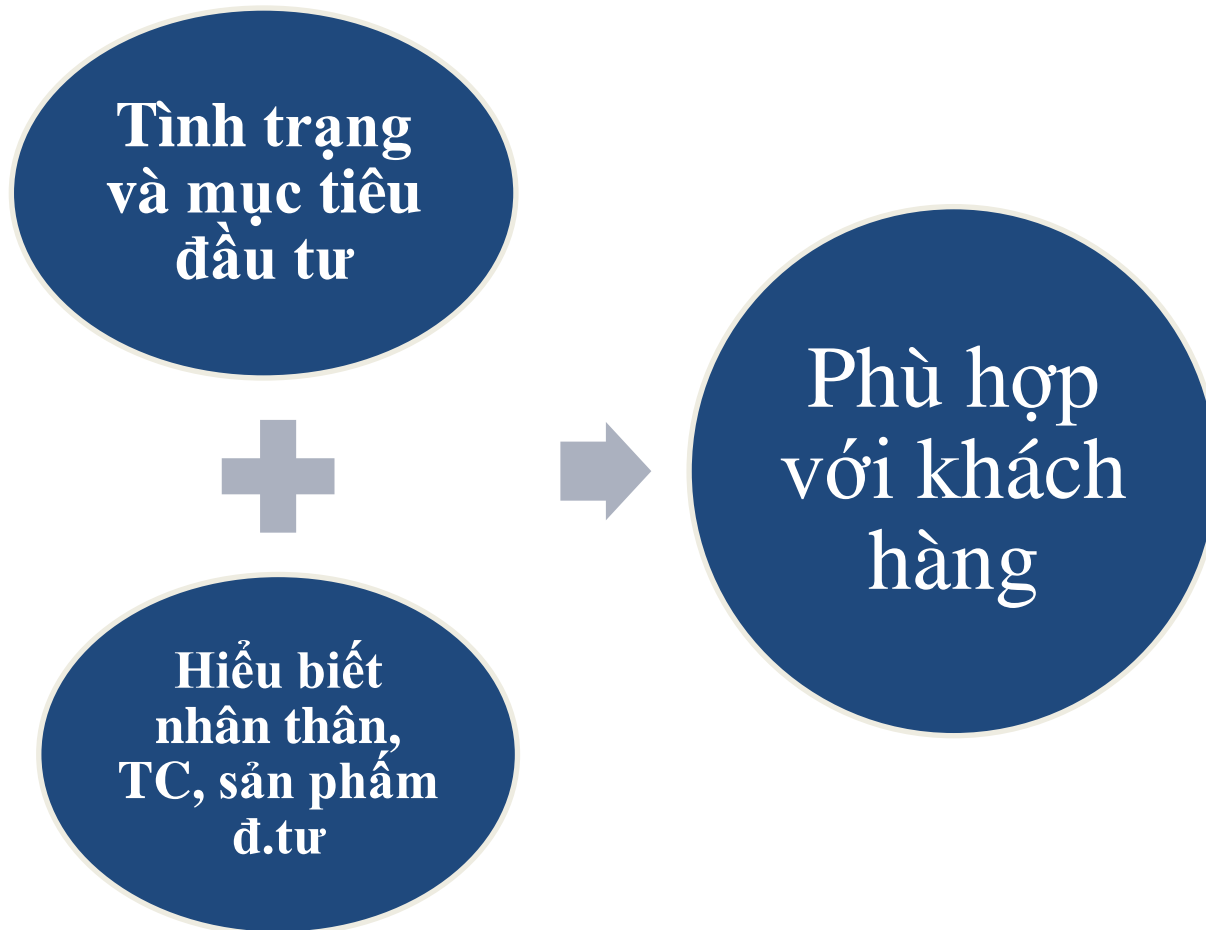 Tình trạng
và mục tiêu
đầu tư
Hiểu biết
nhân thân,
TC, sản phấm
đ.tư
Phù hợp
với khách
hàng